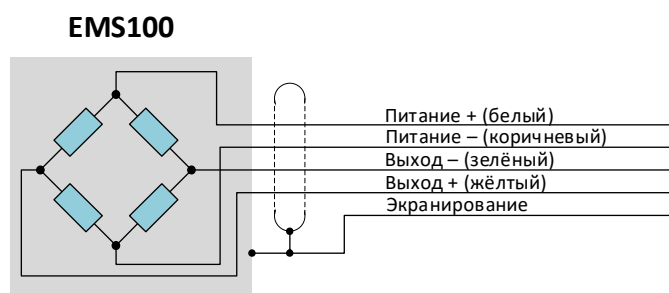 EMS100
Питание + (белый)
Питание – (коричневый)
Выход – (зелёный)
Выход + (жёлтый)
Экранирование